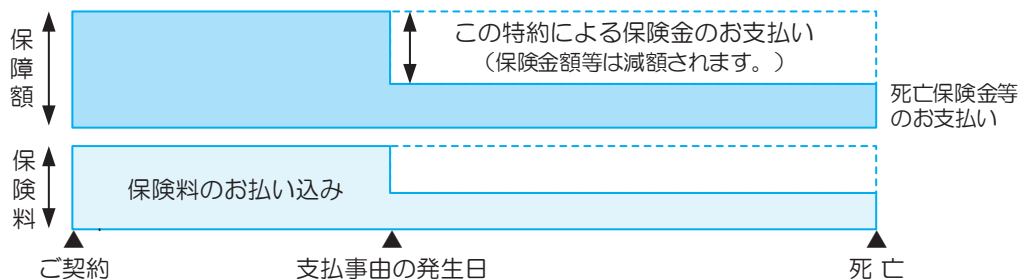 保障額
この特約による保険金のお支払い
（保険金額等は減額されます。）
死亡保険金等
のお支払い
保険料
保険料のお払い込み
ご契約
支払事由の発生日
死 亡